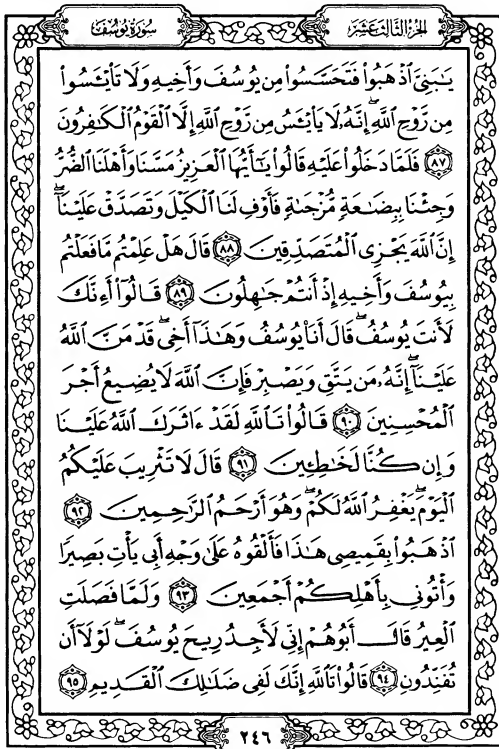 الجزء الثالث عشر
سورة يوسف
يَٰبَنِىَّ ٱذْهَبُوا۟ فَتَحَسَّسُوا۟ مِن يُوسُفَ وَأَخِيهِ وَلَا تَا۟يْـَٔسُوا۟
مِن رَّوْحِ ٱللَّهِ ۖ إِنَّهُۥ لَا يَا۟يْـَٔسُ مِن رَّوْحِ ٱللَّهِ إِلَّا ٱلْقَوْمُ ٱلْكَٰفِرُونَ
٨٧ فَلَمَّا دَخَلُوا۟ عَلَيْهِ قَالُوا۟ يَٰٓأَيُّهَا ٱلْعَزِيزُ مَسَّنَا وَأَهْلَنَا ٱلضُّرُّ
وَجِئْنَا بِبِضَٰعَةٍ مُّزْجَىٰةٍ فَأَوْفِ لَنَا ٱلْكَيْلَ وَتَصَدَّقْ عَلَيْنَآ ۖ
إِنَّ ٱللَّهَ يَجْزِى ٱلْمُتَصَدِّقِينَ ٨٨ قَالَ هَلْ عَلِمْتُم مَّا فَعَلْتُم
بِيُوسُفَ وَأَخِيهِ إِذْ أَنتُمْ جَٰهِلُونَ ٨٩ قَالُوٓا۟ أَءِنَّكَ
لَأَنتَ يُوسُفُ ۖ قَالَ أَنَا۠ يُوسُفُ وَهَٰذَآ أَخِى ۖ قَدْ مَنَّ ٱللَّهُ
عَلَيْنَآ ۖ إِنَّهُۥ مَن يَتَّقِ وَيَصْبِرْ فَإِنَّ ٱللَّهَ لَا يُضِيعُ أَجْرَ
ٱلْمُحْسِنِينَ ٩٠ قَالُوا۟ تَٱللَّهِ لَقَدْ ءَاثَرَكَ ٱللَّهُ عَلَيْنَا
وَإِن كُنَّا لَخَٰطِـِٔينَ ٩١ قَالَ لَا تَثْرِيبَ عَلَيْكُمُ
ٱلْيَوْمَ ۖ يَغْفِرُ ٱللَّهُ لَكُمْ ۖ وَهُوَ أَرْحَمُ ٱلرَّٰحِمِينَ ٩٢
ٱذْهَبُوا۟ بِقَمِيصِى هَٰذَا فَأَلْقُوهُ عَلَىٰ وَجْهِ أَبِى يَأْتِ بَصِيرًا
وَأْتُونِى بِأَهْلِكُمْ أَجْمَعِينَ ٩٣ وَلَمَّا فَصَلَتِ
ٱلْعِيرُ قَالَ أَبُوهُمْ إِنِّى لَأَجِدُ رِيحَ يُوسُفَ ۖ لَوْلَآ أَن
تُفَنِّدُونِ ٩٤ قَالُوا۟ تَٱللَّهِ إِنَّكَ لَفِى ضَلَٰلِكَ ٱلْقَدِيمِ ٩٥
٢٤٦